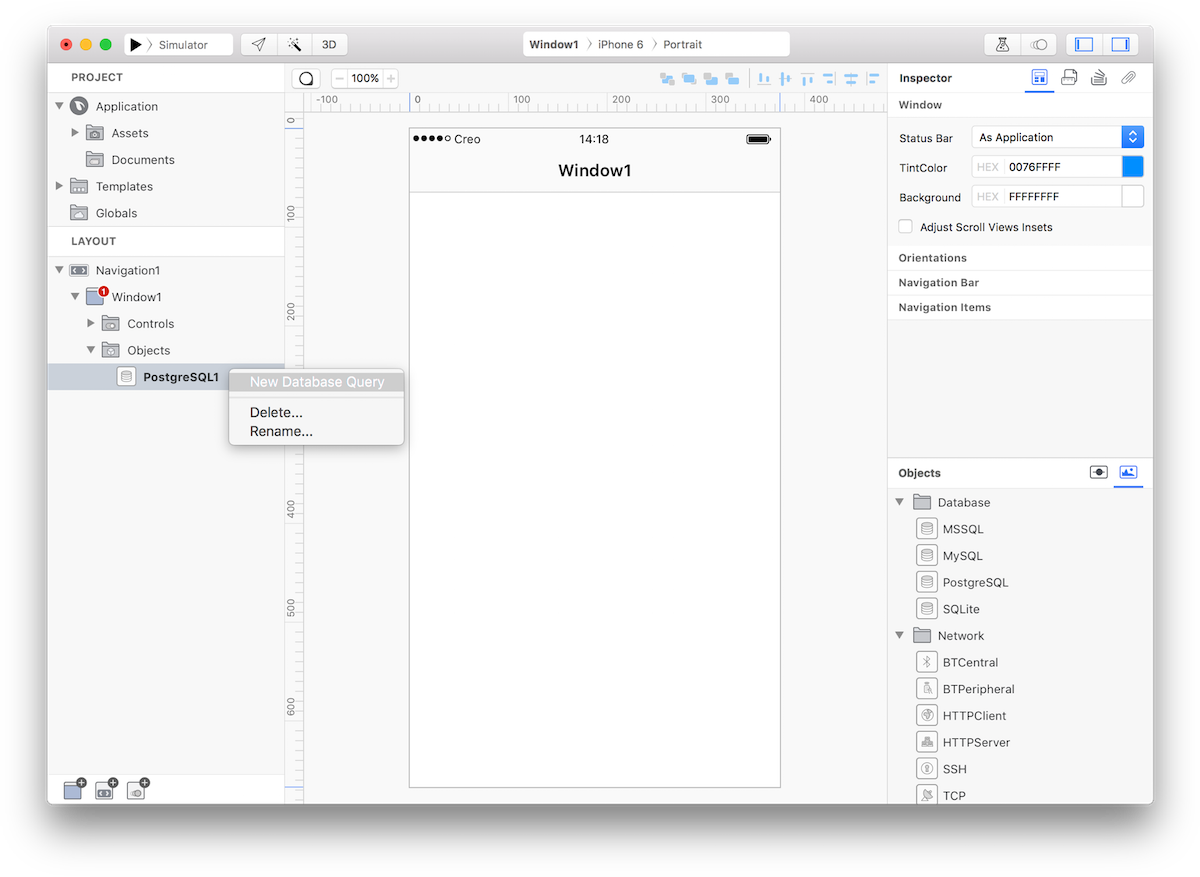 Simulator
3D
Window1 iPhone 6 Portrait
PROJECT
Application
Assets
Documents
Templates
Globals
LAYOUT
Navigation1
1
Window1
Controls
Objects
PostgreSQL1
New Database Query
Delete...
Rename...
100%
-100 0 100 200 300 400
0
100
200
400
500
600
Creo 14:18
Window1
Inspector
Window
Status Bar As Application
TintColor HEX 0076FFFF
Background HEX FFFFFFFF
Adjust Scroll Views Insets
Orientations
Navigation Bar
Navigation Items
Objects
Database
MSSQL
MySQL
PostgreSQL
SQLite
Network
BTCentral
BTPeripheral
HTTPClient
HTTPServer
SSH
TCP